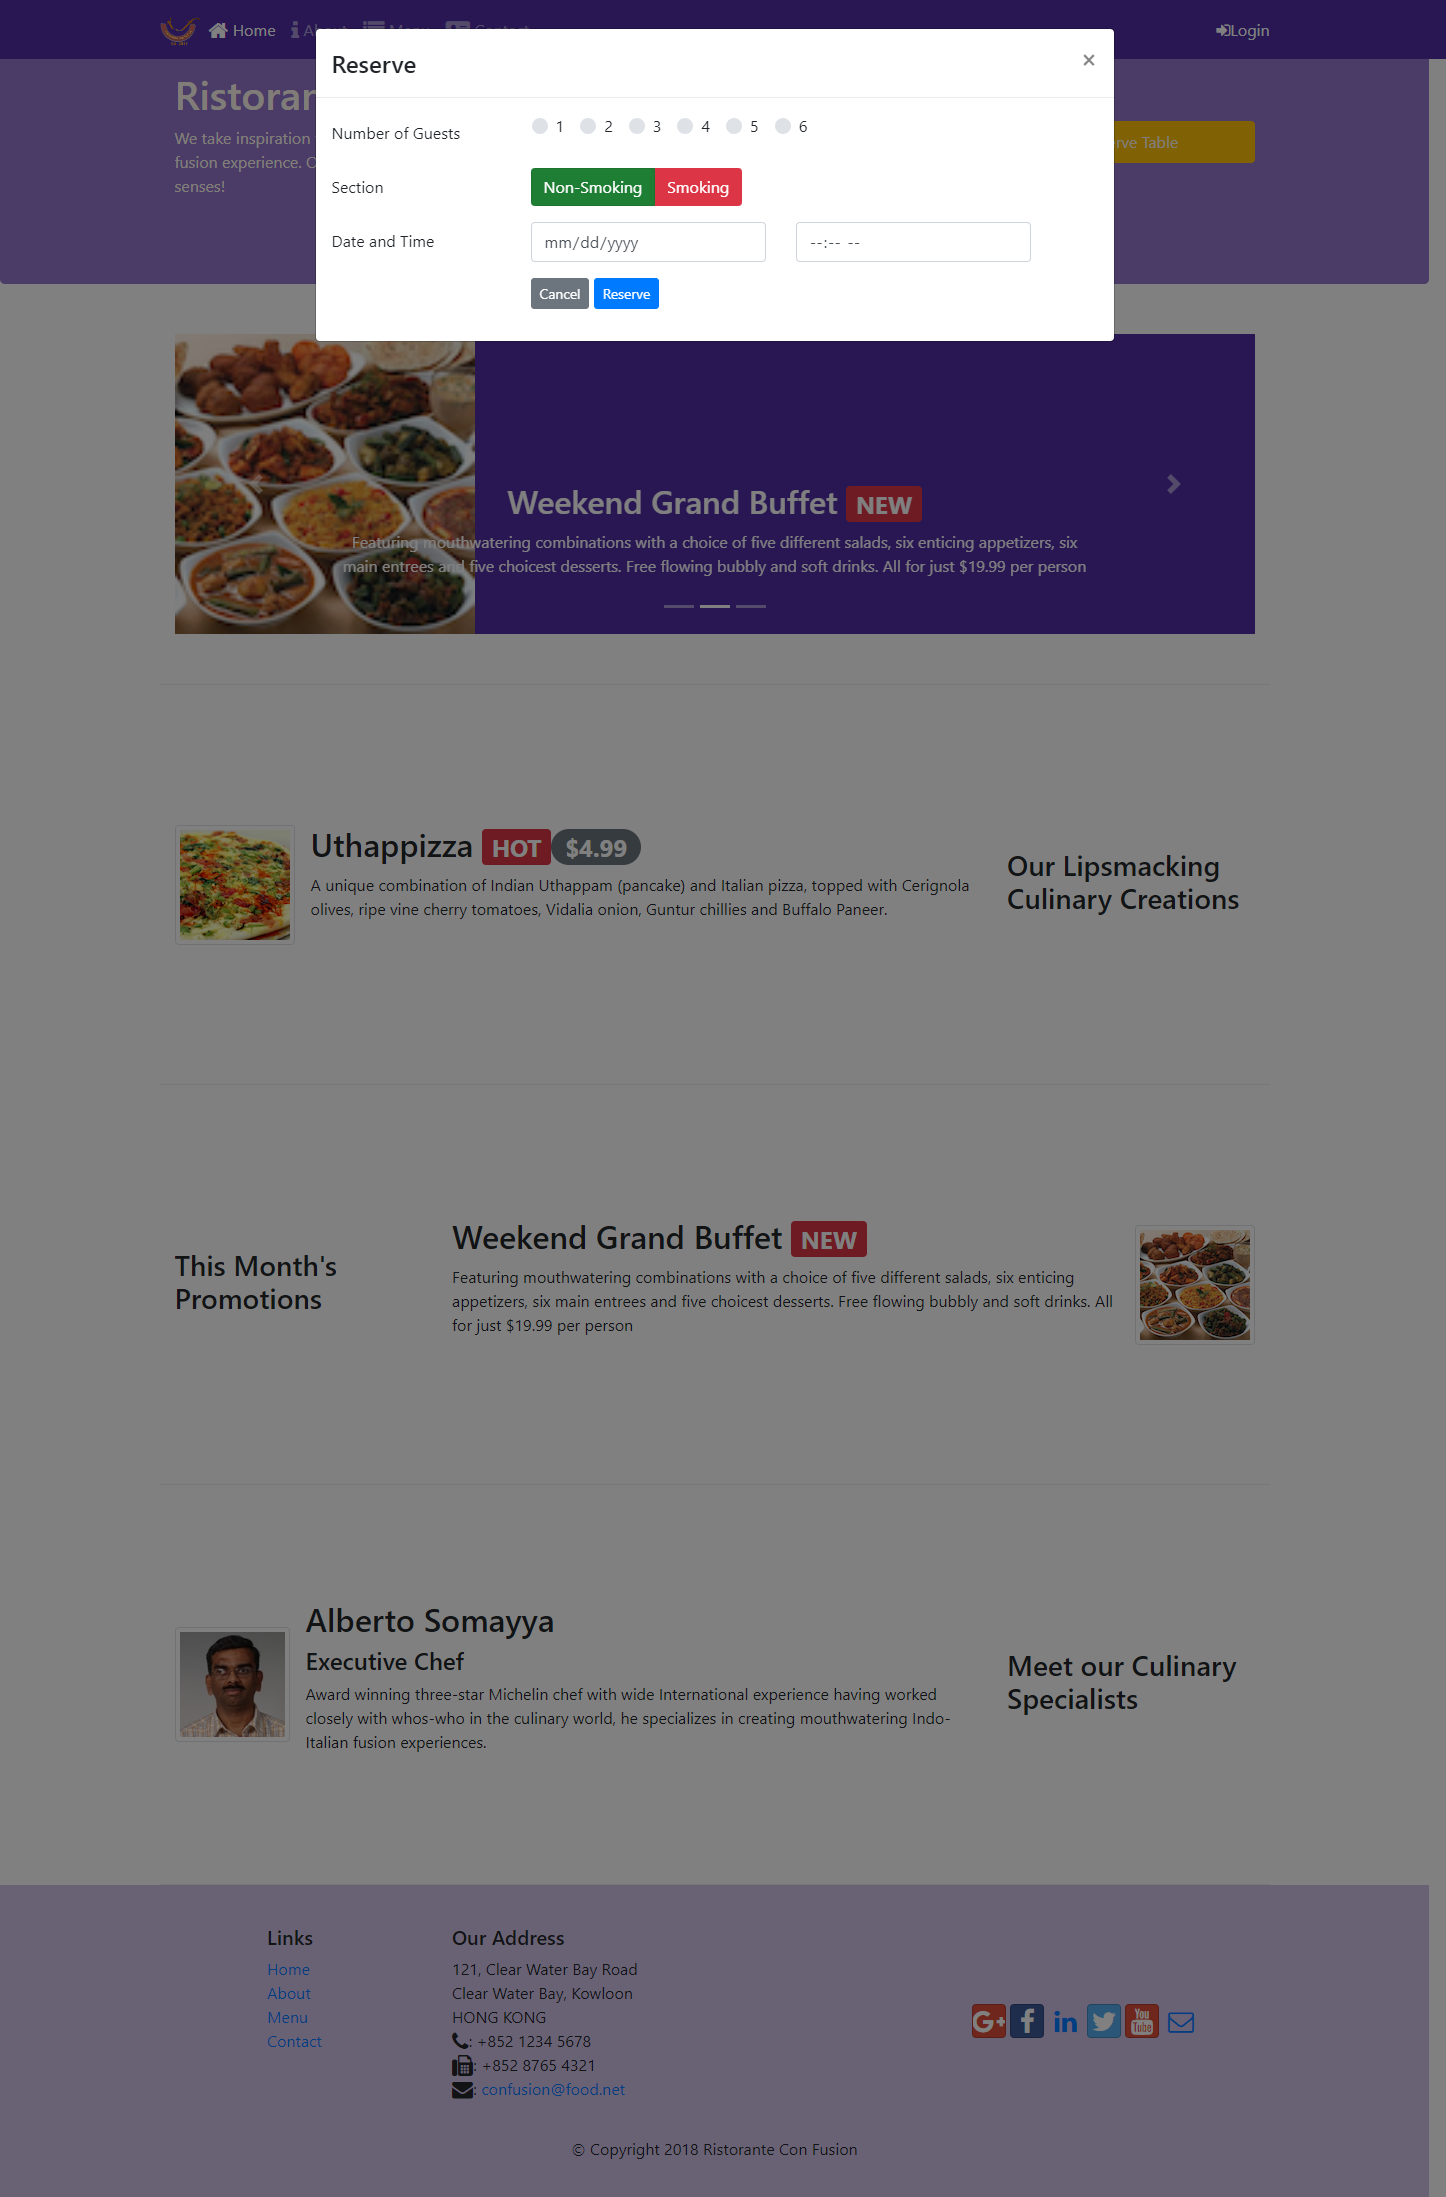 Home
Login
Reserve
×
Ristorar
We take inspiration
fusion experience.
senses!
Number of Guests
1 2 3 4 5 6
Section
Non-Smoking Smoking
Date and Time
mm/dd/yyyy
--:-- --
Cancel Reserve
rve Table
Weekend Grand Buffet NEW
Featuring mouthwatering combinations with a choice of five different salads, six enticing appetizers, six
main entrees and five choicest desserts. Free flowing bubbly and soft drinks. All for just $19.99 per person
Uthappizza HOT $4.99
A unique combination of Indian Uthappam (pancake) and Italian pizza, topped with Cerignola
olives, ripe vine cherry tomatoes, Vidalia onion, Guntur chillies and Buffalo Paneer.
Our Lipsmacking
Culinary Creations
This Month's
Promotions
Weekend Grand Buffet NEW
Featuring mouthwatering combinations with a choice of five different salads, six enticing
appetizers, six main entrees and five choicest desserts. Free flowing bubbly and soft drinks. All
for just $19.99 per person
Alberto Somayya
Executive Chef
Award winning three-star Michelin chef with wide International experience having worked
closely with whos-who in the culinary world, he specializes in creating mouthwatering Indo-
Italian fusion experiences.
Meet our Culinary
Specialists
Links
Home
About
Menu
Contact
Our Address
121, Clear Water Bay Road
Clear Water Bay, Kowloon
HONG KONG
: +852 1234 5678
: +852 8765 4321
: confusion@food.net
© Copyright 2018 Ristorante Con Fusion